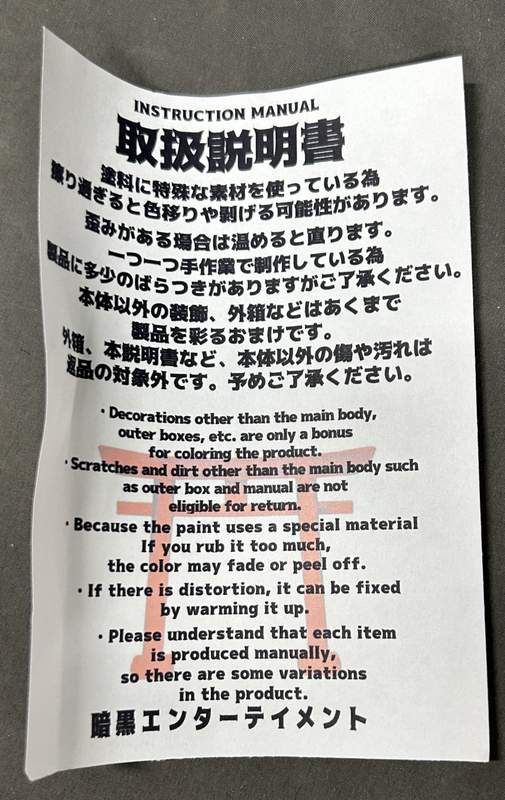 INSTRUCTION MANUAL
取扱説明書
塗料に特殊な素材を使っている為
擦り過ぎると色移りや剥げる可能性があります。
歪みがある場合は温めると直ります。
一つ一つ手作業で制作している為
製品に多少のばらつきがありますがご了承ください。
本体以外の装飾、外箱などはあくまで
製品を彩るおまけです。
外箱、本説明書など、本体以外の傷や汚れは
返品の対象外です。予めご了承ください。
・Decorations other than the main body,
outer boxes, etc. are only a bonus
for coloring the product.
・Scratches and dirt other than the main body such
as outer box and manual are not
eligible for return.
・Because the paint uses a special material
If you rub it too much,
the color may fade or peel off.
・If there is distortion, it can be fixed
by warming it up.
・Please understand that each item
is produced manually,
so there are some variations
in the product.
暗黒エンターテイメント